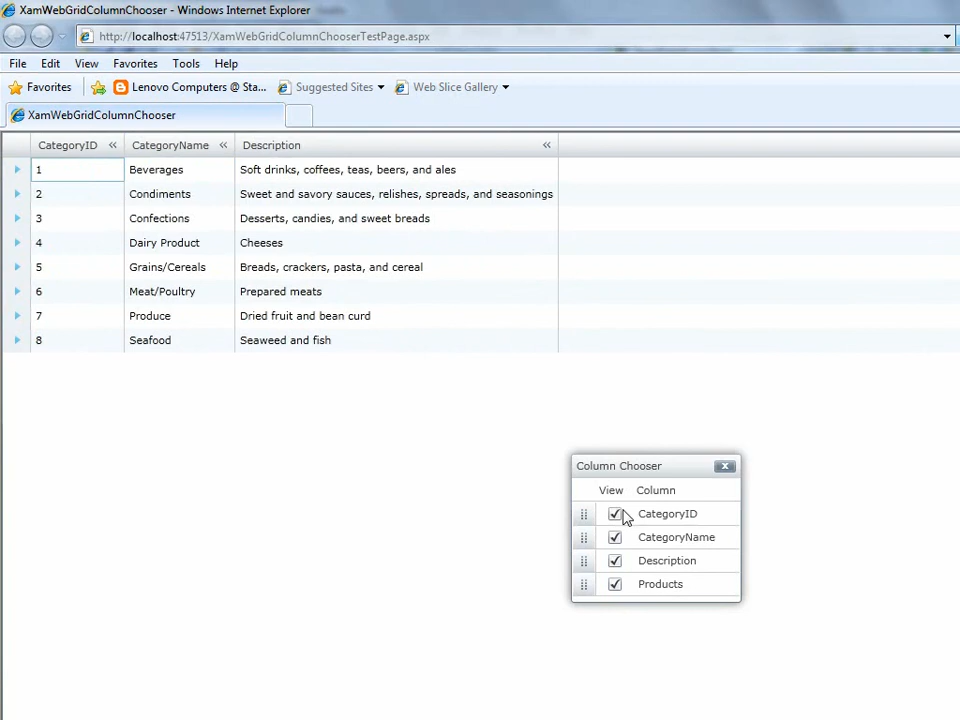 XamWebGridColumnChooser - Windows Internet Explorer
http://localhost:47513/XamWebGridColumnChooserTestPage.aspx
File Edit View Favorites Tools Help
Favorites Lenovo Computers @ Sta... Suggested Sites Web Slice Gallery
XamWebGridColumnChooser
CategoryID CategoryName Description
1 Beverages Soft drinks, coffees, teas, beers, and ales
2 Condiments Sweet and savory sauces, relishes, spreads, and seasonings
3 Confections Desserts, candies, and sweet breads
4 Dairy Product Cheeses
5 Grains/Cereals Breads, crackers, pasta, and cereal
6 Meat/Poultry Prepared meats
7 Produce Dried fruit and bean curd
8 Seafood Seaweed and fish
Column Chooser
View Column
CategoryID
CategoryName
Description
Products